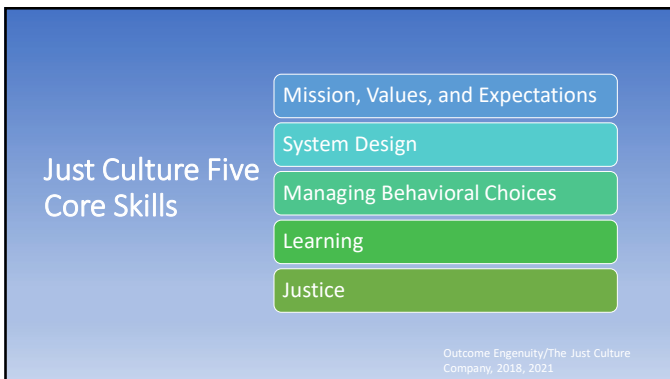 Just Culture Five
Core Skills
Mission, Values, and Expectations
System Design
Managing Behavioral Choices
Learning
Justice
Outcome Engenuity/The Just Culture
Company, 2018, 2021